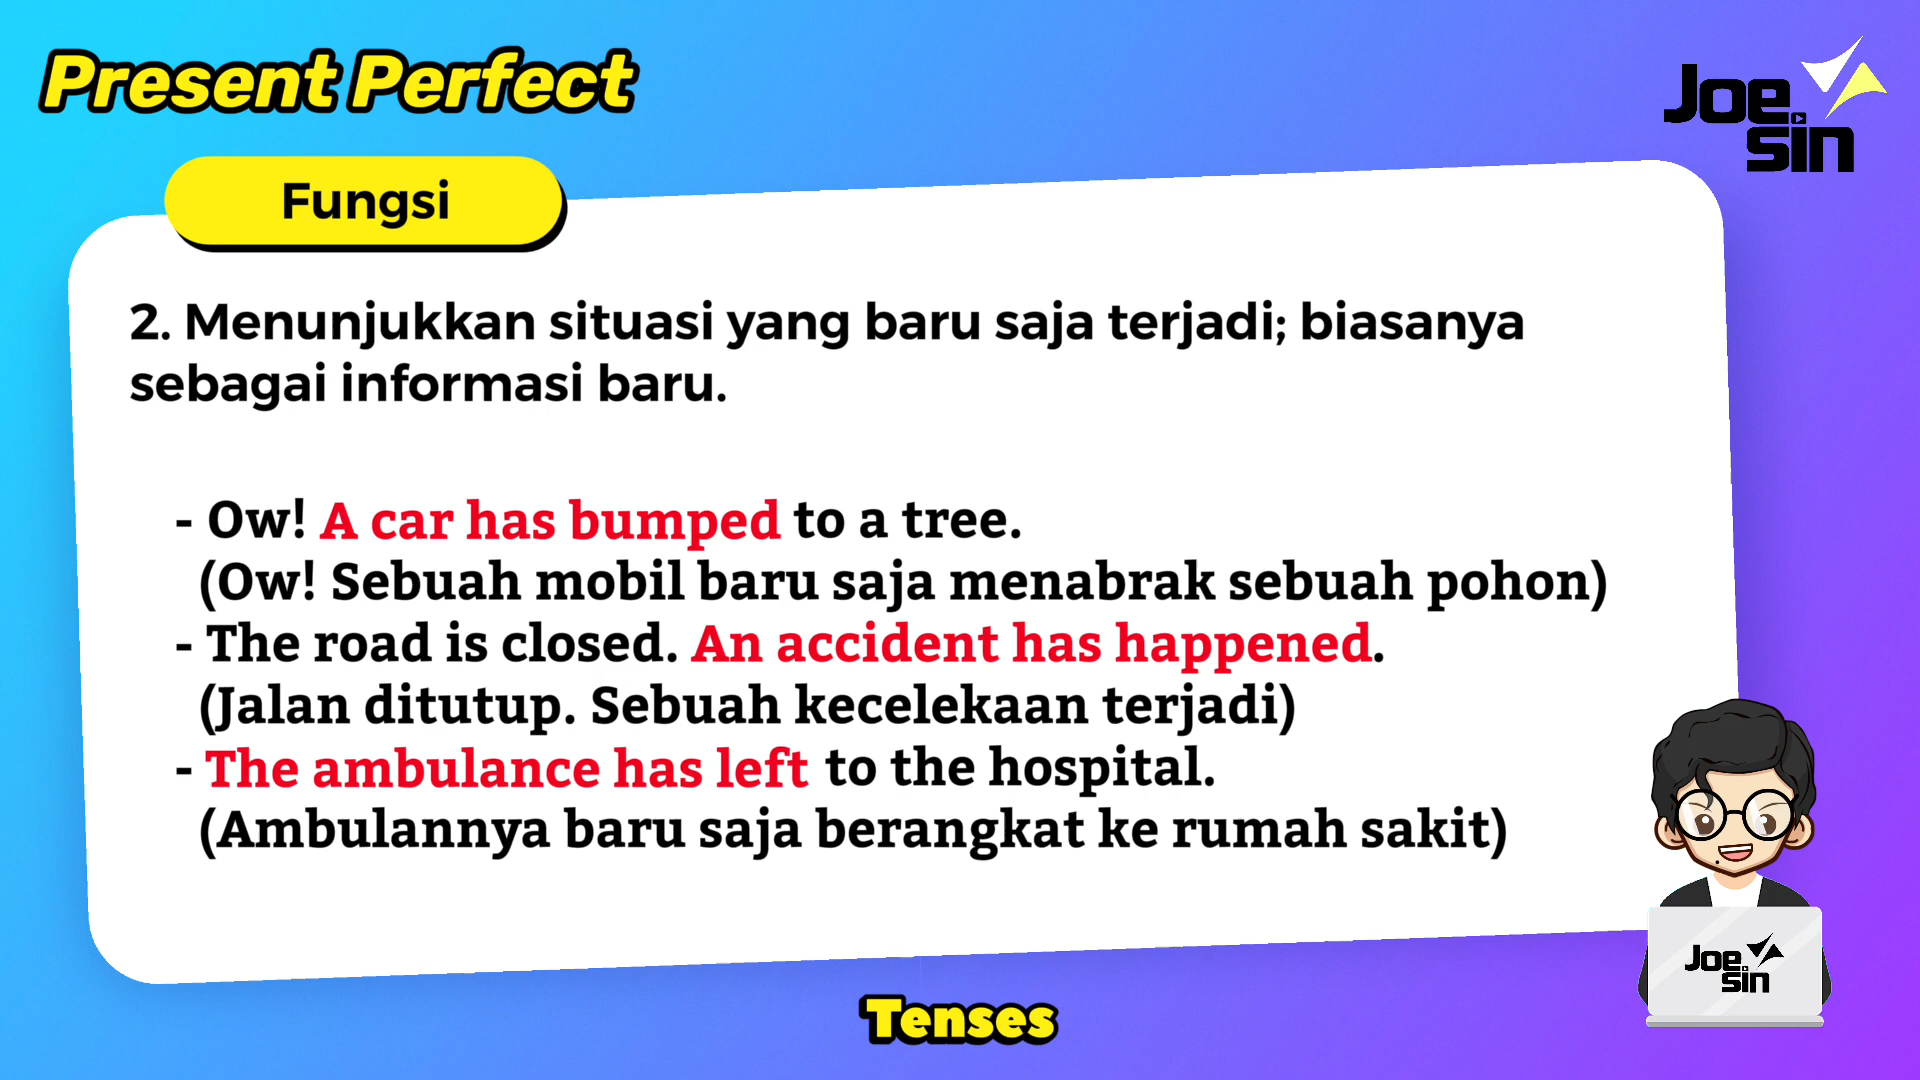 Present Perfect
Joe
sin
Fungsi
2. Menunjukkan situasi yang baru saja terjadi; biasanya
sebagai informasi baru.
- Ow! A car has bumped to a tree.
(Ow! Sebuah mobil baru saja menabrak sebuah pohon)
- The road is closed. An accident has happened.
(Jalan ditutup. Sebuah kecelekaan terjadi)
- The ambulance has left to the hospital.
(Ambulannya baru saja berangkat ke rumah sakit)
Joe
sin
Tenses